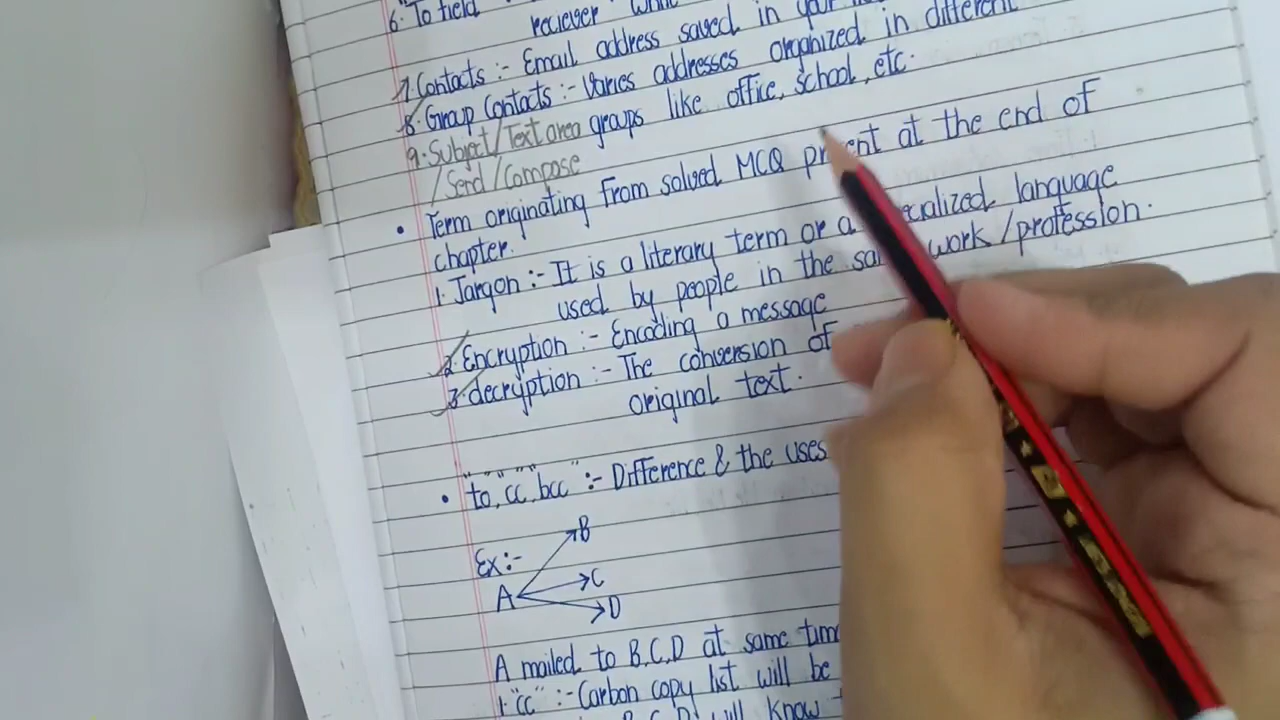 6. To field
reciever
7. Contacts :- Email address saved in your
8. Group Contacts :- Varies addresses organized in different
9. Subject/Text area groups like office, school, etc.
/Send /Compose
• Term originating from solved MCQ present at the end of
chapter.
1. Jargon :- It is a literary term or a specialized language
used by people in the same work/profession.
2. Encryption :- Encoding a message
3. decryption :- The conversion of
original text.
• "to," "cc," "bcc" :- Difference & the uses
Ex:-
B
C
A
D
A mailed to B,C,D at same time
1. "cc" :- Carbon copy list will be
B,C,D will know